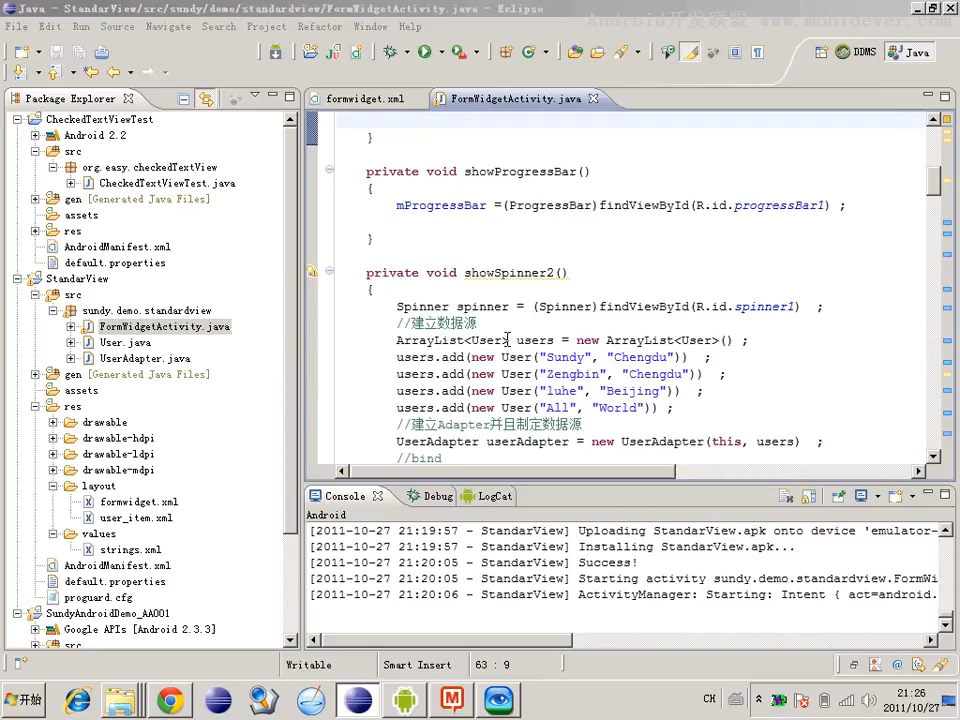 Java - StandarView/src/sundy/demo/standardview/FormWidgetActivity.java - Eclipse
Android开发联盟 www.mobidever.com
File Edit Run Source Navigate Search Project Refactor Window Help
DDMS Java
Package Explorer
formwidget.xml FormWidgetActivity.java
CheckedTextViewTest
Android 2.2
src
org.easy.checkedTextView
CheckedTextViewTest.java
gen [Generated Java Files]
assets
res
AndroidManifest.xml
default.properties
StandarView
src
sundy.demo.standardview
FormWidgetActivity.java
User.java
UserAdapter.java
gen [Generated Java Files]
assets
res
drawable
drawable-hdpi
drawable-ldpi
drawable-mdpi
layout
formwidget.xml
user_item.xml
values
strings.xml
AndroidManifest.xml
default.properties
proguard.cfg
SundyAndroidDemo_AA001
Google APIs [Android 2.3.3]
src
}
private void showProgressBar()
{
mProgressBar =(ProgressBar)findViewById(R.id.progressBar1) ;
}
private void showSpinner2()
{
Spinner spinner = (Spinner)findViewById(R.id.spinner1) ;
//建立数据源
ArrayList<User> users = new ArrayList<User>() ;
users.add(new User("Sundy", "Chengdu")) ;
users.add(new User("Zengbin", "Chengdu")) ;
users.add(new User("luhe", "Beijing")) ;
users.add(new User("All", "World")) ;
//建立Adapter并且制定数据源
UserAdapter userAdapter = new UserAdapter(this, users) ;
//bind
Console Debug LogCat
Android
[2011-10-27 21:19:57 - StandarView] Uploading StandarView.apk onto device 'emulator-
[2011-10-27 21:19:57 - StandarView] Installing StandarView.apk...
[2011-10-27 21:20:05 - StandarView] Success!
[2011-10-27 21:20:05 - StandarView] Starting activity sundy.demo.standardview.FormWi
[2011-10-27 21:20:06 - StandarView] ActivityManager: Starting: Intent { act=android.
Writable Smart Insert 63 : 9
开始
CH
21:26
2011/10/27